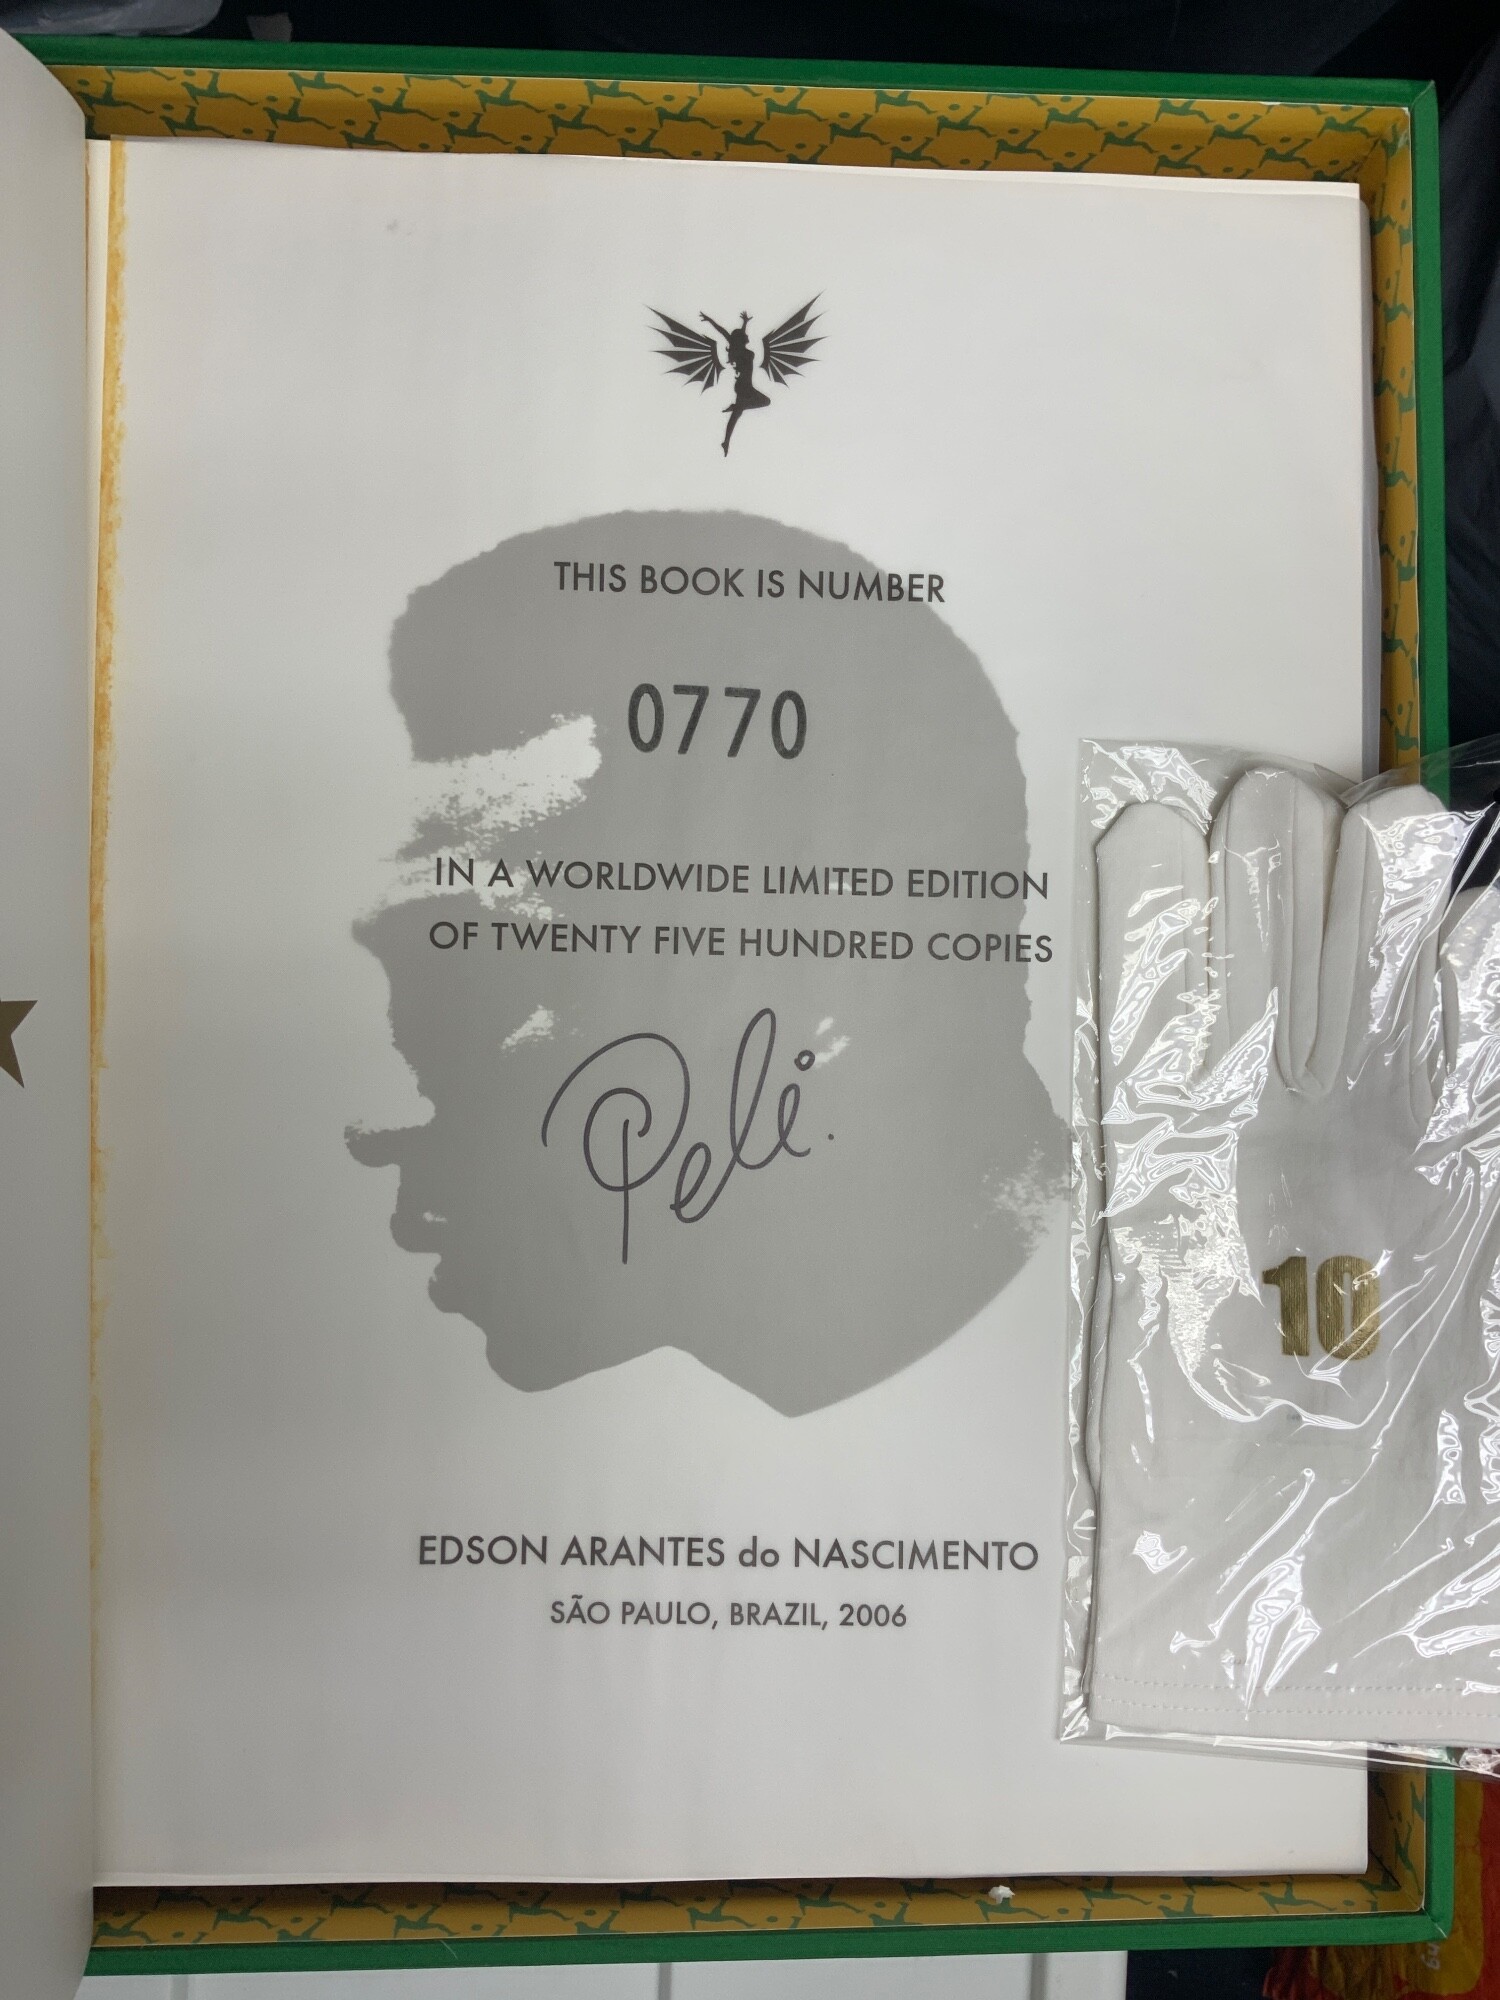 THIS BOOK IS NUMBER
0770
IN A WORLDWIDE LIMITED EDITION
OF TWENTY FIVE HUNDRED COPIES
Pelé.
EDSON ARANTES do NASCIMENTO
SÃO PAULO, BRAZIL, 2006
10